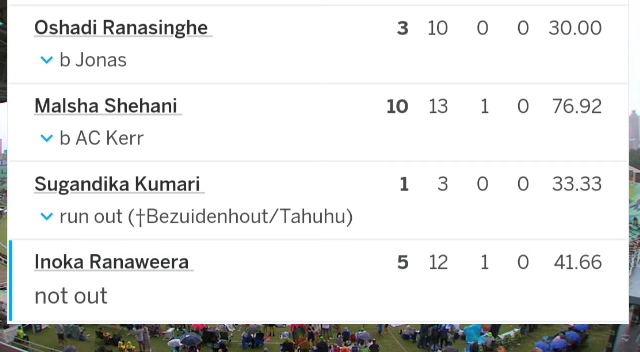 Oshadi Ranasinghe 3 10 0 0 30.00
b Jonas
Malsha Shehani 10 13 1 0 76.92
b AC Kerr
Sugandika Kumari 1 3 0 0 33.33
run out (†Bezuidenhout/Tahuhu)
Inoka Ranaweera 5 12 1 0 41.66
not out